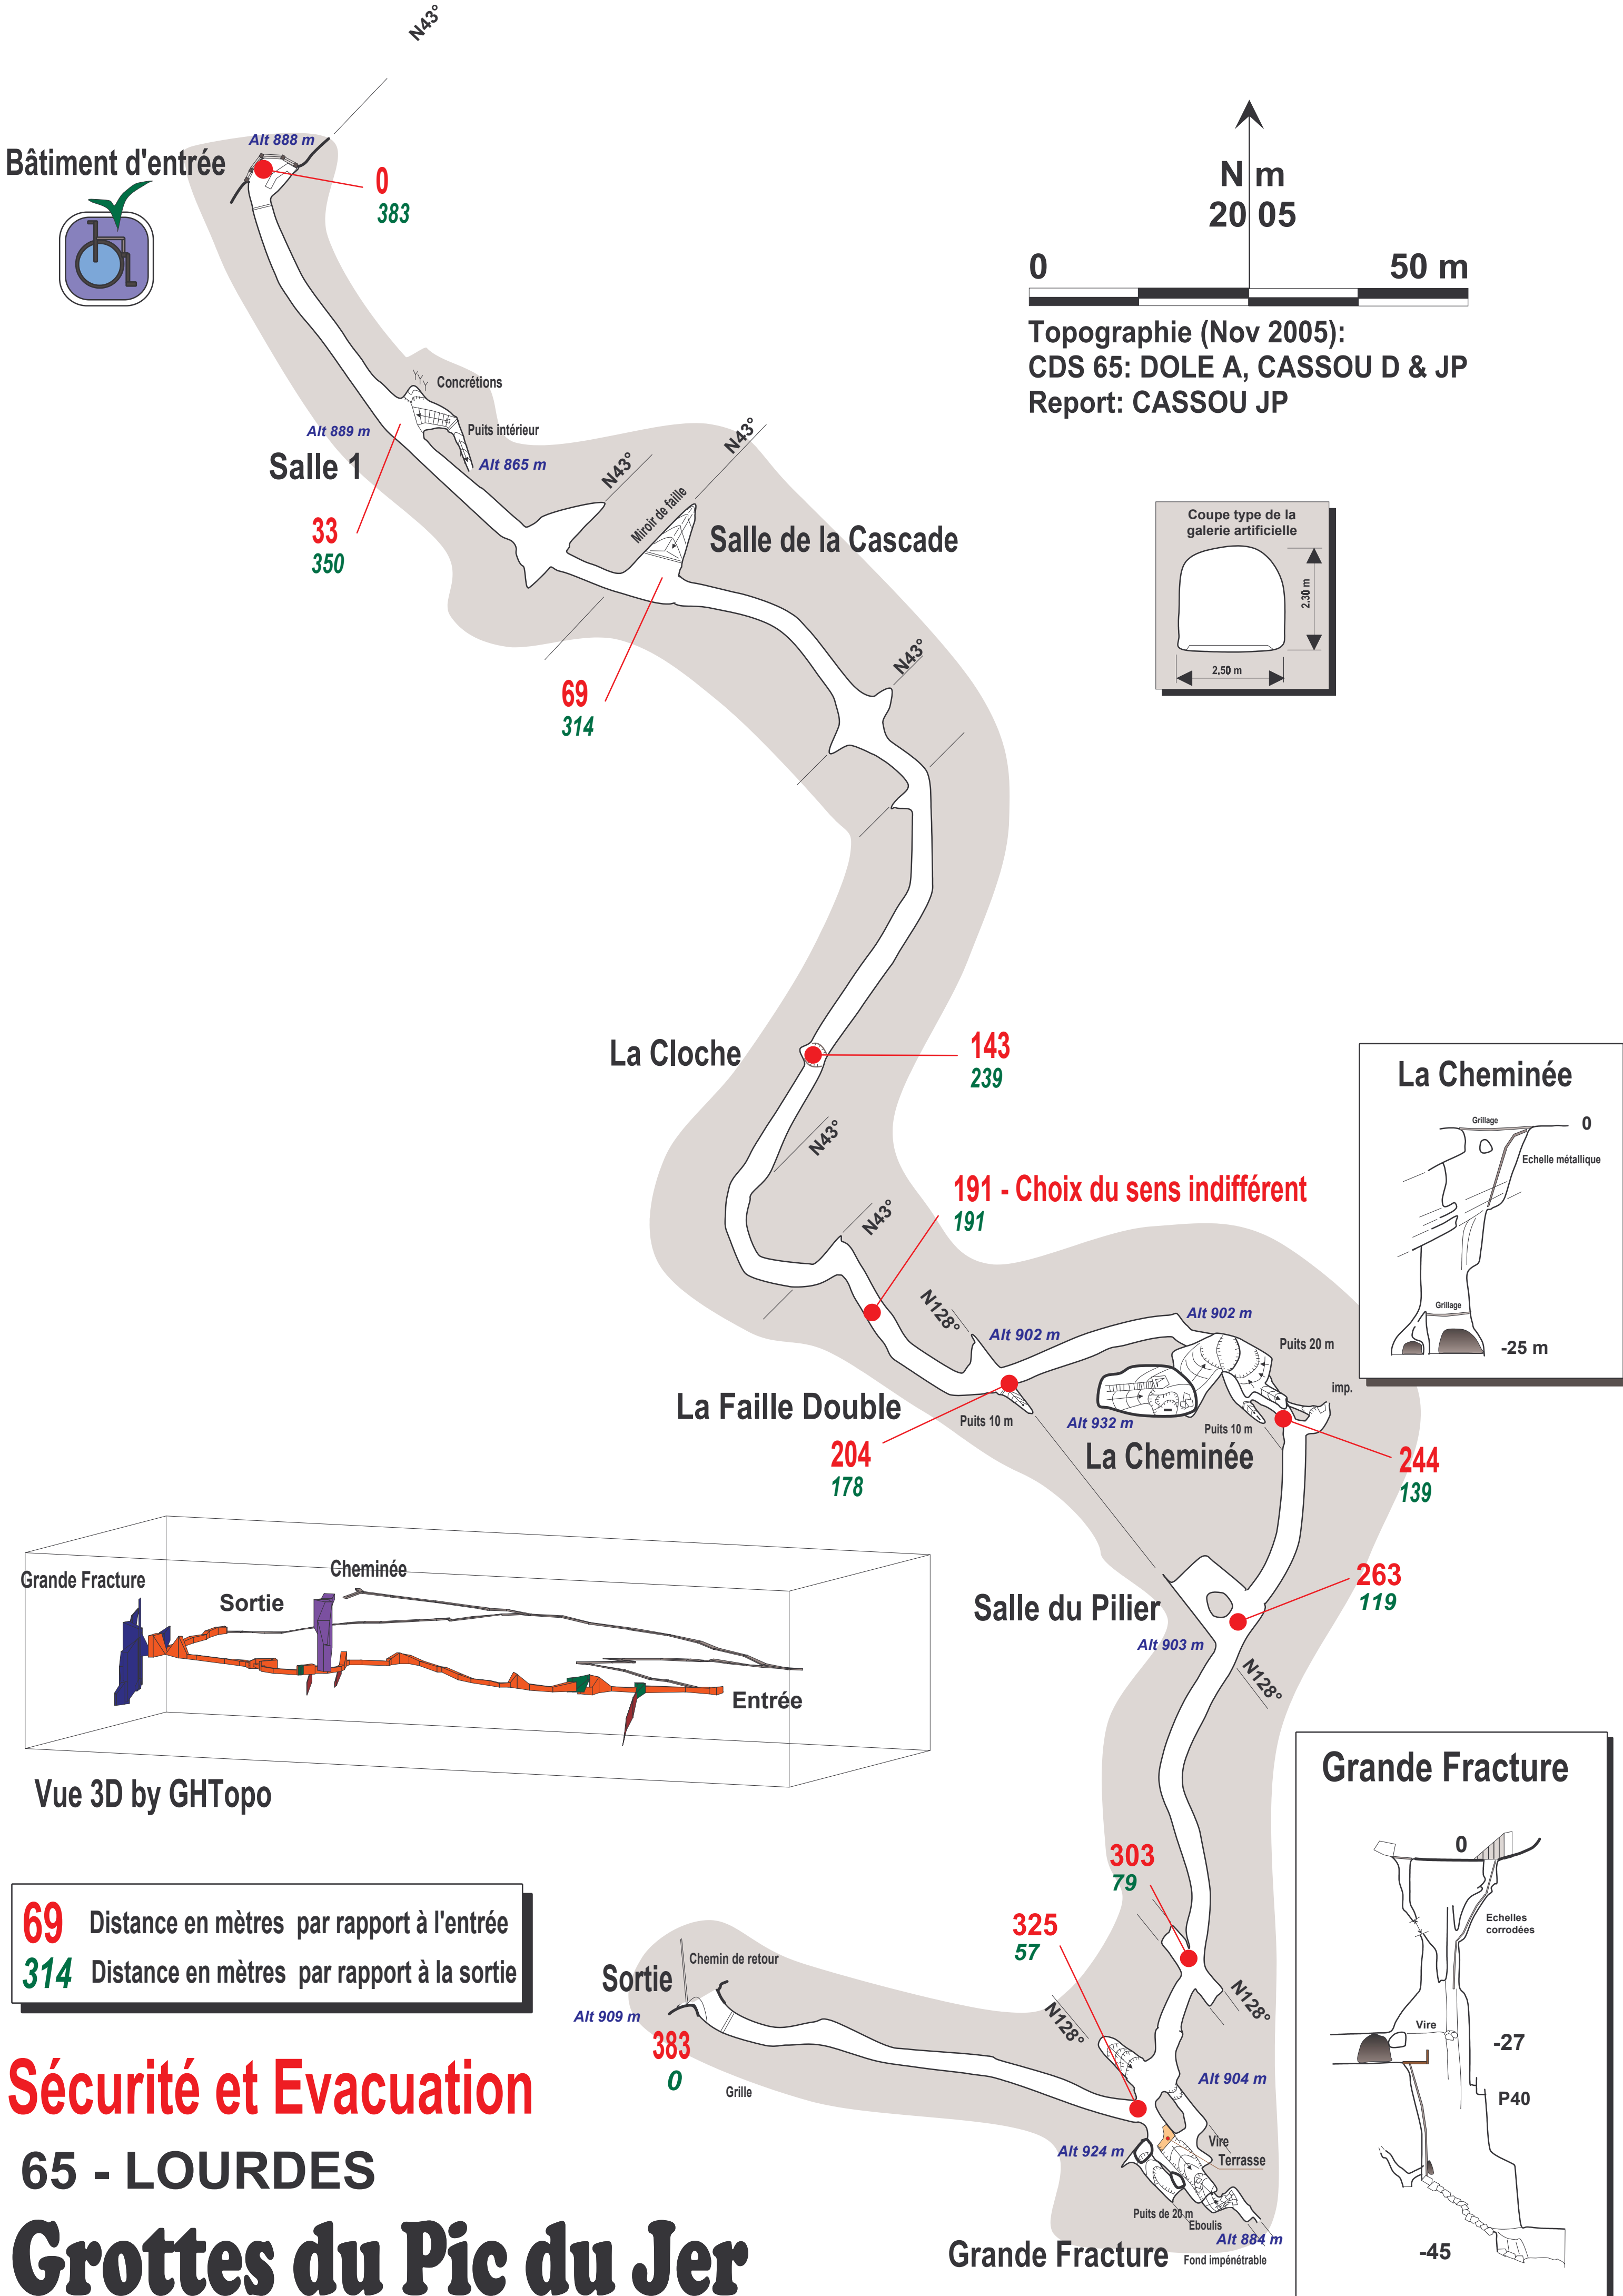 N43°
Alt 888 m
Bâtiment d'entrée
0
383
N m
20 05
0
50 m
Topographie (Nov 2005):
CDS 65: DOLE A, CASSOU D & JP
Report: CASSOU JP
Concrétions
Puits intérieur
Alt 889 m
Salle 1
Alt 865 m
33
350
N43°
N43°
Miroir de faille
Salle de la Cascade
Coupe type de la
galerie artificielle
2.30 m
2.50 m
69
314
N43°
La Cloche
143
239
N43°
La Cheminée
Grillage
0
Echelle métallique
Grillage
-25 m
191 - Choix du sens indifférent
191
N43°
N128°
Alt 902 m
Alt 902 m
Puits 20 m
imp.
La Faille Double
Puits 10 m
Alt 932 m
Puits 10 m
La Cheminée
204
178
244
139
263
119
Salle du Pilier
Alt 903 m
N128°
Grande Fracture
Sortie
Cheminée
Entrée
Vue 3D by GHTopo
Grande Fracture
0
Echelles
corrodées
Vire
-27
P40
-45
303
79
325
57
69 Distance en mètres par rapport à l'entrée
314 Distance en mètres par rapport à la sortie
Chemin de retour
Sortie
Alt 909 m
383
0
Grille
N128°
N128°
Alt 904 m
Vire
Terrasse
Alt 924 m
Puits de 20 m
Eboulis
Alt 884 m
Grande Fracture
Fond impénétrable
Sécurité et Evacuation
65 - LOURDES
Grottes du Pic du Jer